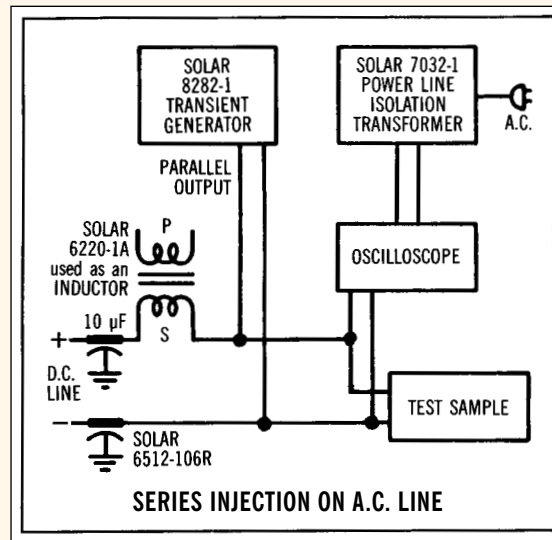 SOLAR
8282-1
TRANSIENT
GENERATOR
SOLAR 7032-1
POWER LINE
ISOLATION
TRANSFORMER
A.C.
PARALLEL
OUTPUT
SOLAR
6220-1A
used as an
INDUCTOR
P
S
OSCILLOSCOPE
10 µF
+
D.C.
LINE
−
SOLAR
6512-106R
TEST SAMPLE
SERIES INJECTION ON A.C. LINE